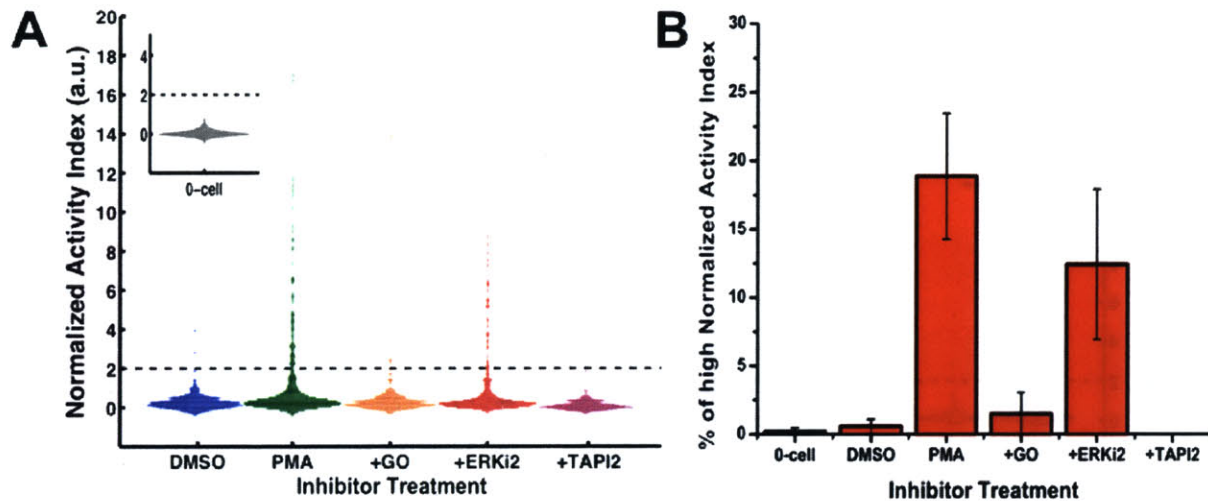 A
Normalized Activity Index (a.u.)
20
18
16
14
12
10
8
6
4
2
0
4
2
0
0-cell
DMSO PMA +GO +ERKi2 +TAPI2
Inhibitor Treatment
B
% of high Normalized Activity Index
30
25
20
15
10
5
0
0-cell DMSO PMA +GO +ERKi2 +TAPI2
Inhibitor Treatment